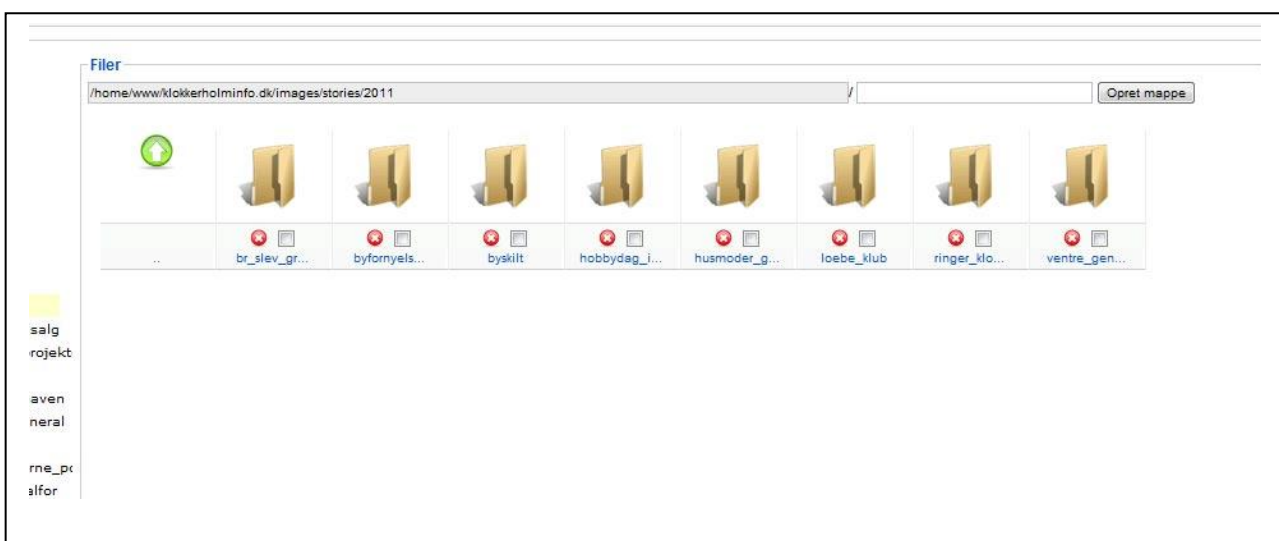 Filer
/home/www/klokkerholminfo.dk/images/stories/2011 / Opret mappe
.. br_slev_gr... byfornyels... byskilt hobbydag_i... husmoder_g... loebe_klub ringer_klo... ventre_gen...
salg
rojekt
aven
neral
rne_po
alfor